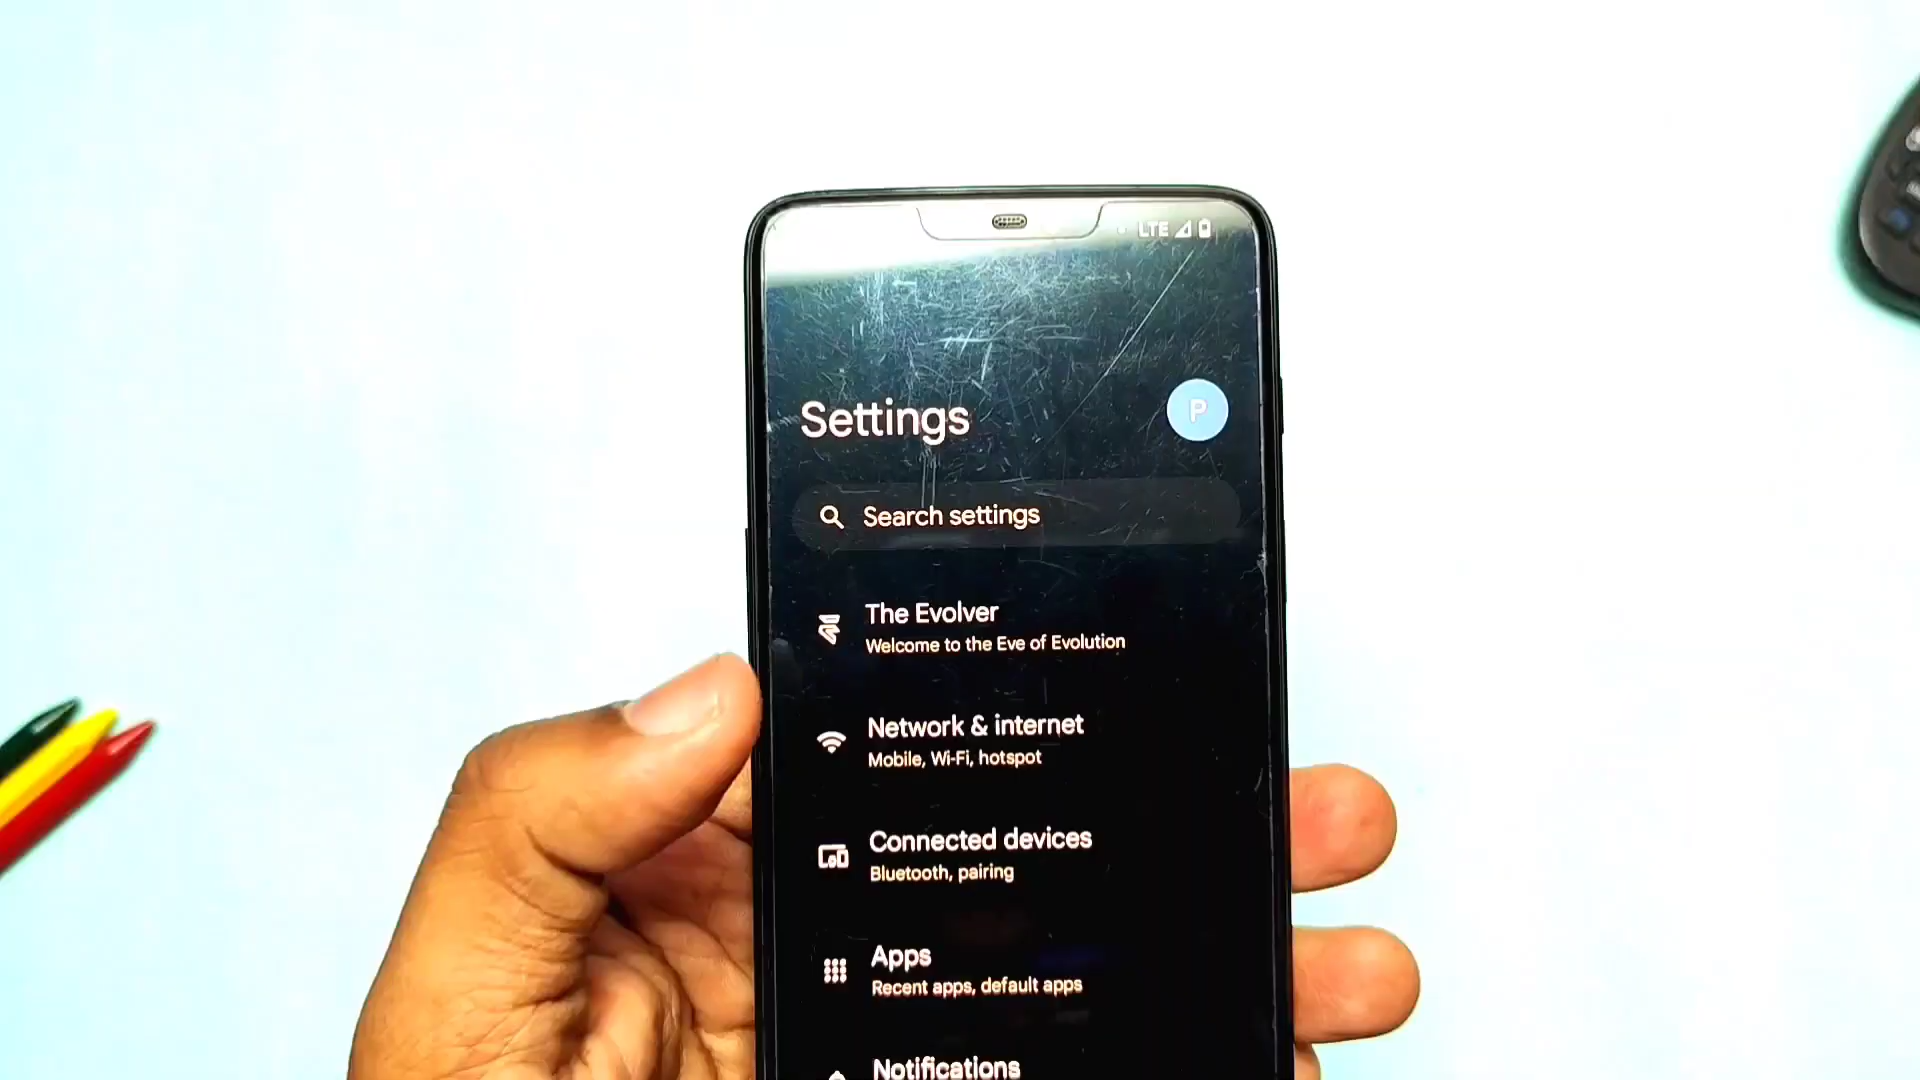 LTE
Settings
P
Search settings
The Evolver
Welcome to the Eve of Evolution
Network & internet
Mobile, Wi-Fi, hotspot
Connected devices
Bluetooth, pairing
Apps
Recent apps, default apps
Notifications